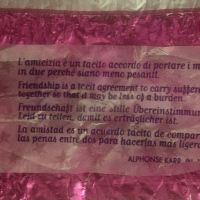 L'amicizia è un tacito accordo di portare i m
in due perché siano meno pesanti.
Friendship is a tacit agreement to carry suffer
together so that it may be less of a burden.
Freundschaft ist eine stille Übereinstimmun
Leid zu teilen, damit es erträglicher ist.
La amistad es un acuerdo tácito de compar
las penas entre dos para hacerlas más liger
ALPHONSE KARR